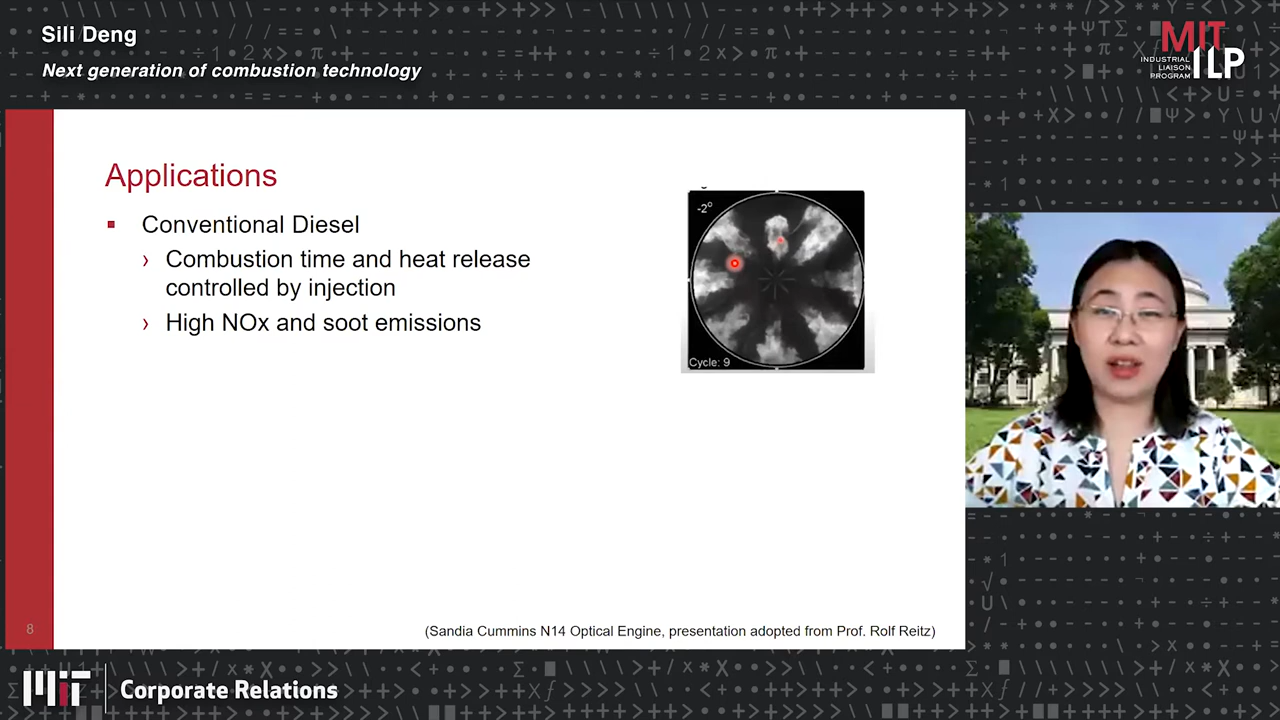 Sili Deng
Next generation of combustion technology
MIT
INDUSTRIAL
LIAISON
PROGRAM
ILP
Applications
▪ Conventional Diesel
› Combustion time and heat release
controlled by injection
› High NOx and soot emissions
-2°
Cycle: 9
8
(Sandia Cummins N14 Optical Engine, presentation adopted from Prof. Rolf Reitz)
MIT
Corporate Relations